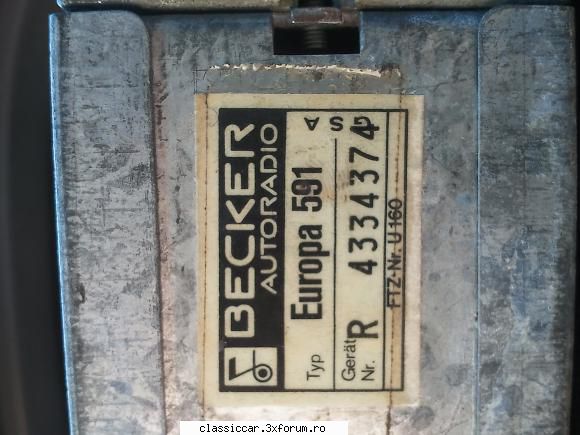 BECKER
AUTORADIO
Typ Europa 591
G S A
Gerät
Nr. R 4334374
FTZ-Nr. U 160
classiccar.3xforum.ro